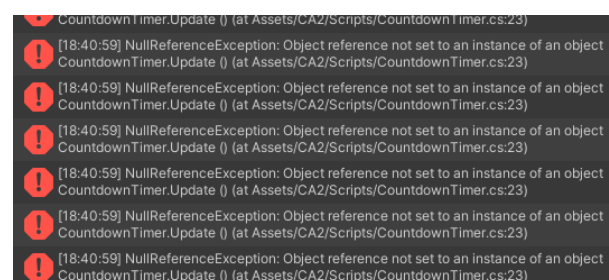 CountdownTimer.Update () (at Assets/CA2/Scripts/CountdownTimer.cs:23)
[18:40:59] NullReferenceException: Object reference not set to an instance of an object
CountdownTimer.Update () (at Assets/CA2/Scripts/CountdownTimer.cs:23)
[18:40:59] NullReferenceException: Object reference not set to an instance of an object
CountdownTimer.Update () (at Assets/CA2/Scripts/CountdownTimer.cs:23)
[18:40:59] NullReferenceException: Object reference not set to an instance of an object
CountdownTimer.Update () (at Assets/CA2/Scripts/CountdownTimer.cs:23)
[18:40:59] NullReferenceException: Object reference not set to an instance of an object
CountdownTimer.Update () (at Assets/CA2/Scripts/CountdownTimer.cs:23)
[18:40:59] NullReferenceException: Object reference not set to an instance of an object
CountdownTimer.Update () (at Assets/CA2/Scripts/CountdownTimer.cs:23)
[18:40:59] NullReferenceException: Object reference not set to an instance of an object
CountdownTimer.Update () (at Assets/CA2/Scripts/CountdownTimer.cs:23)